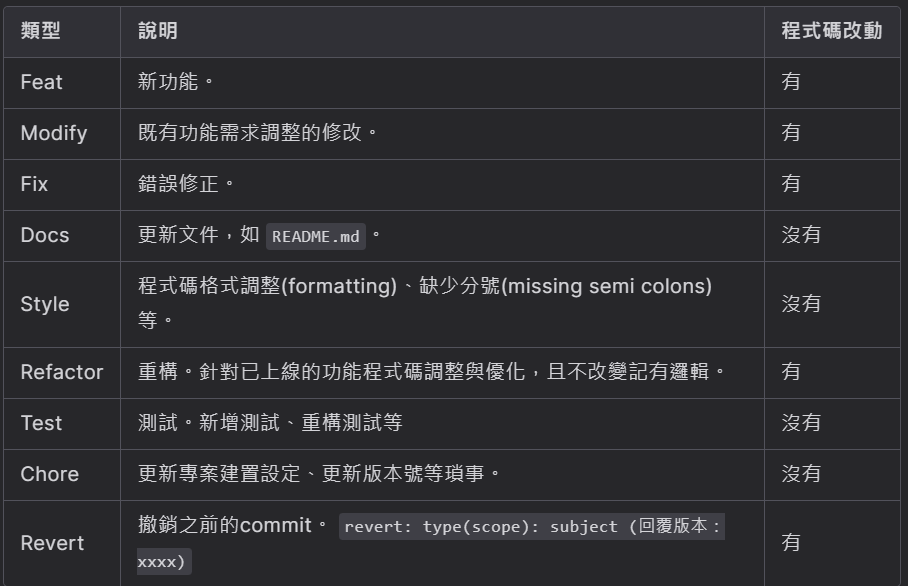 類型 說明 程式碼改動
Feat 新功能。 有
Modify 既有功能需求調整的修改。 有
Fix 錯誤修正。 有
Docs 更新文件，如 README.md 。 沒有
Style 程式碼格式調整(formatting)、缺少分號(missing semi colons) 沒有
等。
Refactor 重構。針對已上線的功能程式碼調整與優化，且不改變記有邏輯。 有
Test 測試。新增測試、重構測試等 沒有
Chore 更新專案建置設定、更新版本號等瑣事。 沒有
Revert 撤銷之前的commit。 revert: type(scope): subject (回覆版本： 有
xxxx)